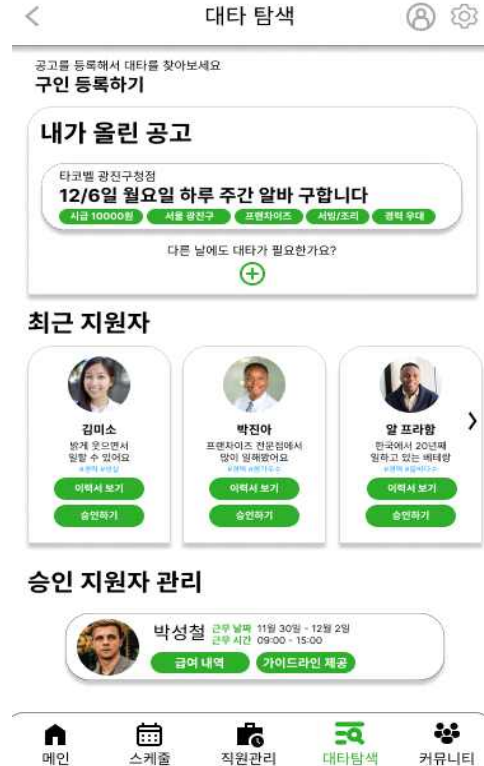 대타 탐색
공고를 등록해서 대타를 찾아보세요
구인 등록하기
내가 올린 공고
타코벨 광진구청점
12/6일 월요일 하루 주간 알바 구합니다
시급 10000원 서울 광진구 프랜차이즈 서빙/조리 경력 우대
다른 날에도 대타가 필요한가요?
최근 지원자
김미소
밝게 웃으면서
일할 수 있어요
이력서 보기
승인하기
박진아
프랜차이즈 전문점에서
많이 일해봤어요
이력서 보기
승인하기
알 프라함
한국에서 20년째
일하고 있는 베테랑
이력서 보기
승인하기
승인 지원자 관리
박성철 근무 날짜 11월 30일 - 12월 2일
근무 시간 09:00 - 15:00
급여 내역 가이드라인 제공
메인 스케줄 직원관리 대타탐색 커뮤니티